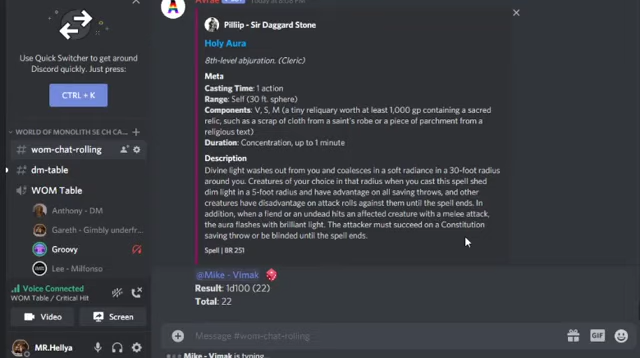 Use Quick Switcher to get around
Discord quickly. Just press:
CTRL + K
WORLD OF MONOLITH SE CH CA...
wom-chat-rolling
dm-table
WOM Table
Anthony - DM
Gareth - Gimbly underfr...
Groovy
Lee - Milfonso
Voice Connected
WOM Table / Critical Hit
Video
Screen
MR.Hellya
Pilliip - Sir Daggard Stone
Holy Aura
8th-level abjuration. (Cleric)
Meta
Casting Time: 1 action
Range: Self (30 ft. sphere)
Components: V, S, M (a tiny reliquary worth at least 1,000 gp containing a sacred
relic, such as a scrap of cloth from a saint's robe or a piece of parchment from a
religious text)
Duration: Concentration, up to 1 minute
Description
Divine light washes out from you and coalesces in a soft radiance in a 30-foot radius
around you. Creatures of your choice in that radius when you cast this spell shed
dim light in a 5-foot radius and have advantage on all saving throws, and other
creatures have disadvantage on attack rolls against them until the spell ends. In
addition, when a fiend or an undead hits an affected creature with a melee attack,
the aura flashes with brilliant light. The attacker must succeed on a Constitution
saving throw or be blinded until the spell ends.
Spell | BR 251
@Mike - Vimak
Result: 1d100 (22)
Total: 22
Message #wom-chat-rolling
GIF
Mike - Vimak is typing...